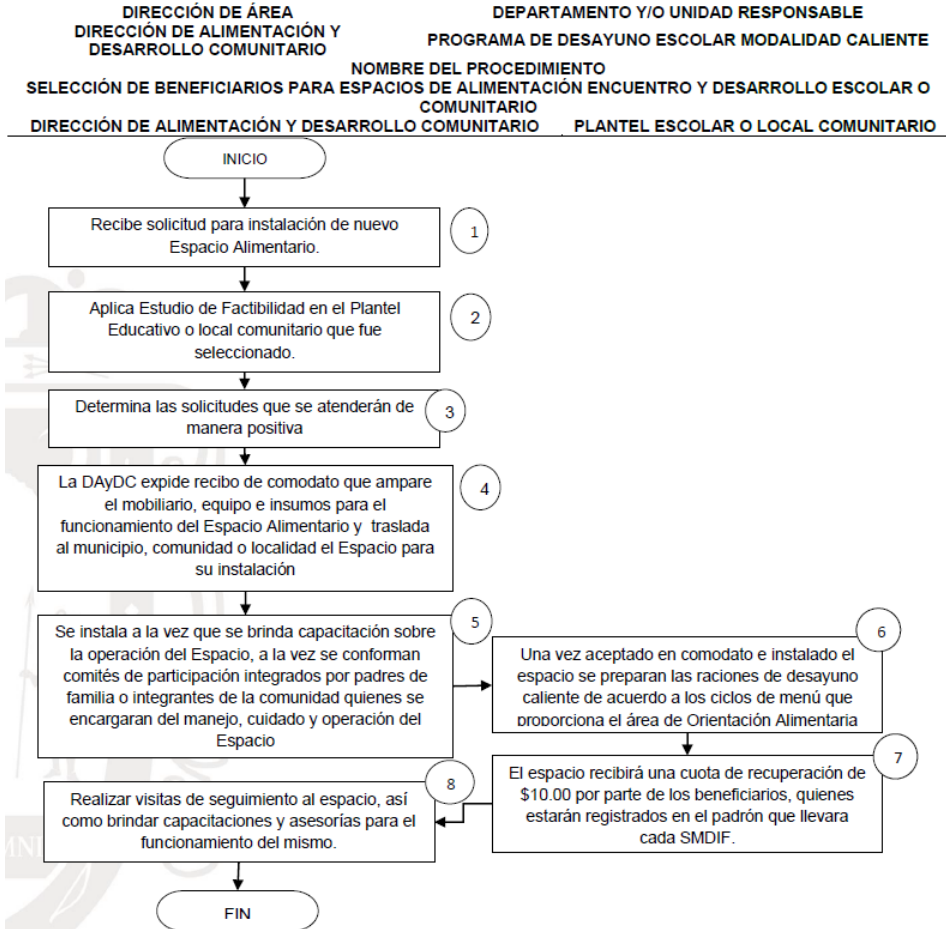 DIRECCIÓN DE ÁREA
DIRECCIÓN DE ALIMENTACIÓN Y
DESARROLLO COMUNITARIO
DEPARTAMENTO Y/O UNIDAD RESPONSABLE
PROGRAMA DE DESAYUNO ESCOLAR MODALIDAD CALIENTE
NOMBRE DEL PROCEDIMIENTO
SELECCIÓN DE BENEFICIARIOS PARA ESPACIOS DE ALIMENTACIÓN ENCUENTRO Y DESARROLLO ESCOLAR O
COMUNITARIO
DIRECCIÓN DE ALIMENTACIÓN Y DESARROLLO COMUNITARIO
PLANTEL ESCOLAR O LOCAL COMUNITARIO
INICIO
Recibe solicitud para instalación de nuevo
Espacio Alimentario.
1
Aplica Estudio de Factibilidad en el Plantel
Educativo o local comunitario que fue
seleccionado.
2
Determina las solicitudes que se atenderán de
manera positiva
3
La DAyDC expide recibo de comodato que ampare
el mobiliario, equipo e insumos para el
funcionamiento del Espacio Alimentario y traslada
al municipio, comunidad o localidad el Espacio para
su instalación
4
Se instala a la vez que se brinda capacitación sobre
la operación del Espacio, a la vez se conforman
comités de participación integrados por padres de
familia o integrantes de la comunidad quienes se
encargaran del manejo, cuidado y operación del
Espacio
5
Una vez aceptado en comodato e instalado el
espacio se preparan las raciones de desayuno
caliente de acuerdo a los ciclos de menú que
proporciona el área de Orientación Alimentaria
6
El espacio recibirá una cuota de recuperación de
$10.00 por parte de los beneficiarios, quienes
estarán registrados en el padrón que llevara
cada SMDIF.
7
Realizar visitas de seguimiento al espacio, así
como brindar capacitaciones y asesorías para el
funcionamiento del mismo.
8
FIN